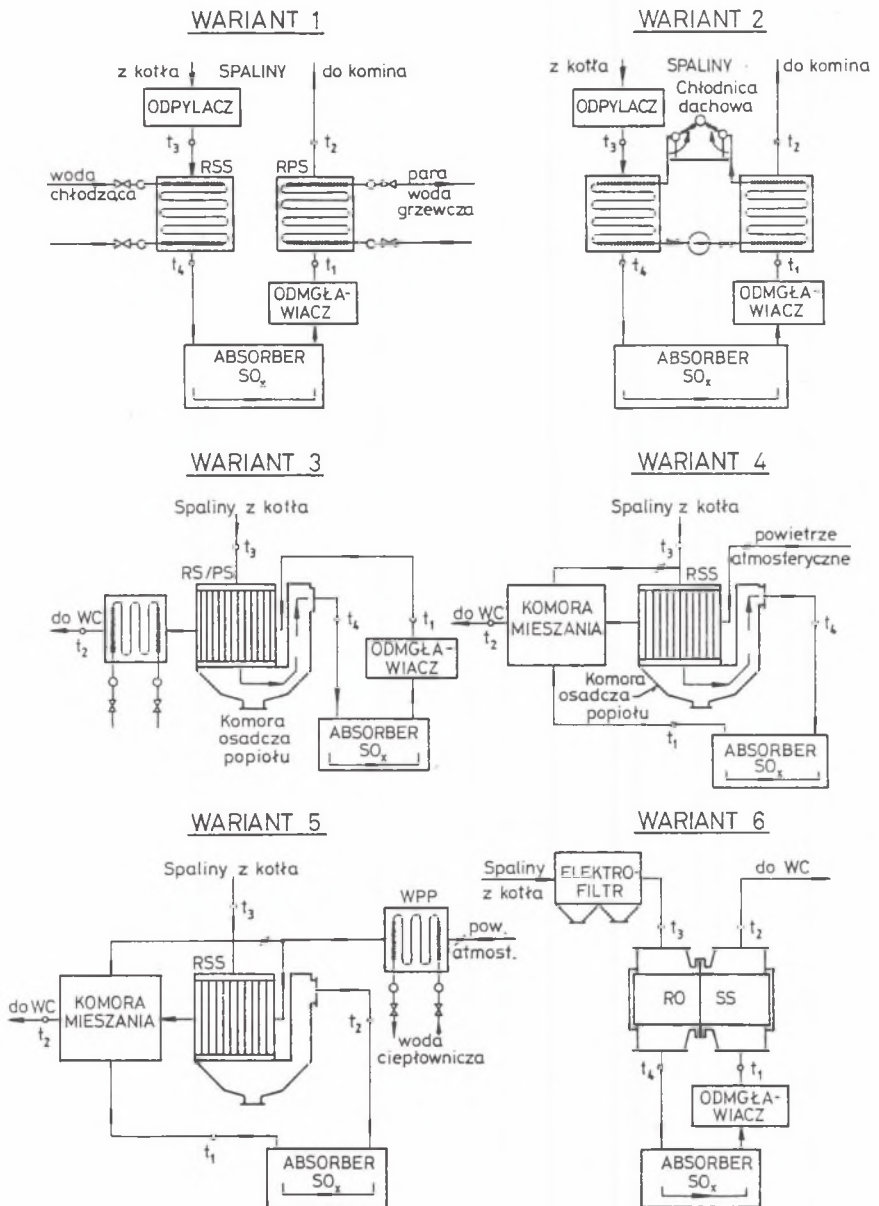 WARIANT 1
z kotła SPALINY do komina
ODPYLACZ
t3
t2
RSS
RPS
woda
chłodząca
para
woda
grzewcza
t4
t1
ODMGŁA-
WIACZ
ABSORBER
SOx
WARIANT 2
z kotła SPALINY do komina
Chłodnica
dachowa
ODPYLACZ
t3
t2
t4
t1
ODMGŁA-
WIACZ
ABSORBER
SOx
WARIANT 3
Spaliny z kotła
t3
RS/PS
do WC
t2
t4
t1
ODMGŁA-
WIACZ
Komora
osadcza
popiołu
ABSORBER
SOx
WARIANT 4
Spaliny z kotła
t3
powietrze
atmosferyczne
RSS
do WC
t2
KOMORA
MIESZANIA
t4
Komora
osadcza
popiołu
t1
ABSORBER
SOx
WARIANT 5
Spaliny z kotła
t3
WPP
pow.
atmost.
RSS
do WC
t2
KOMORA
MIESZANIA
t2
woda
ciepłownicza
t1
ABSORBER
SOx
WARIANT 6
Spaliny
z kotła
ELEKTRO-
FILTR
do WC
t3
t2
RO SS
t4
t1
ODMGŁA-
WIACZ
ABSORBER
SOx